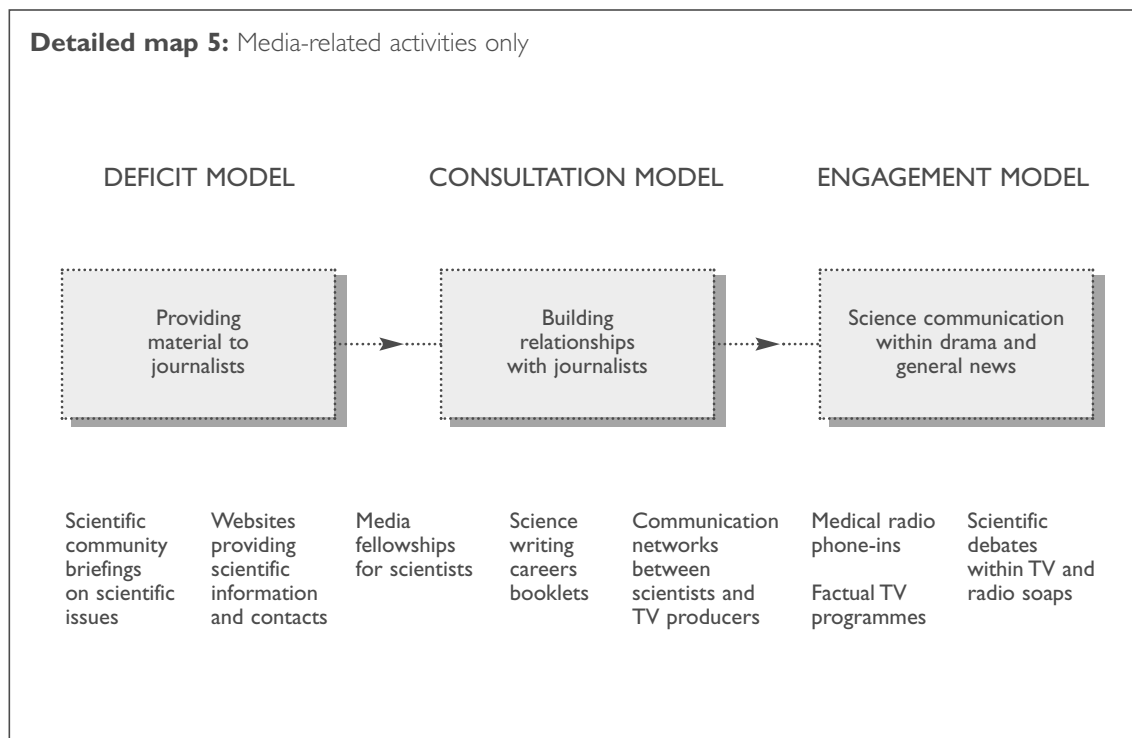 Detailed map 5: Media-related activities only
DEFICIT MODEL
CONSULTATION MODEL
ENGAGEMENT MODEL
Providing
material to
journalists
Building
relationships
with journalists
Science communication
within drama and
general news
Scientific
community
briefings
on scientific
issues
Websites
providing
scientific
information
and contacts
Media
fellowships
for scientists
Science
writing
careers
booklets
Communication
networks
between
scientists and
TV producers
Medical radio
phone-ins
Factual TV
programmes
Scientific
debates
within TV and
radio soaps